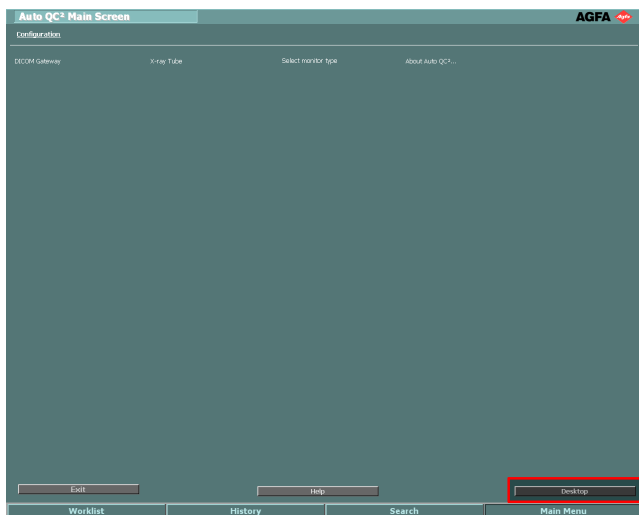 Auto QC² Main Screen
AGFA
Agfa
Configuration
DICOM Gateway X-ray Tube Select monitor type About Auto QC²...
Exit Help Desktop
Worklist History Search Main Menu